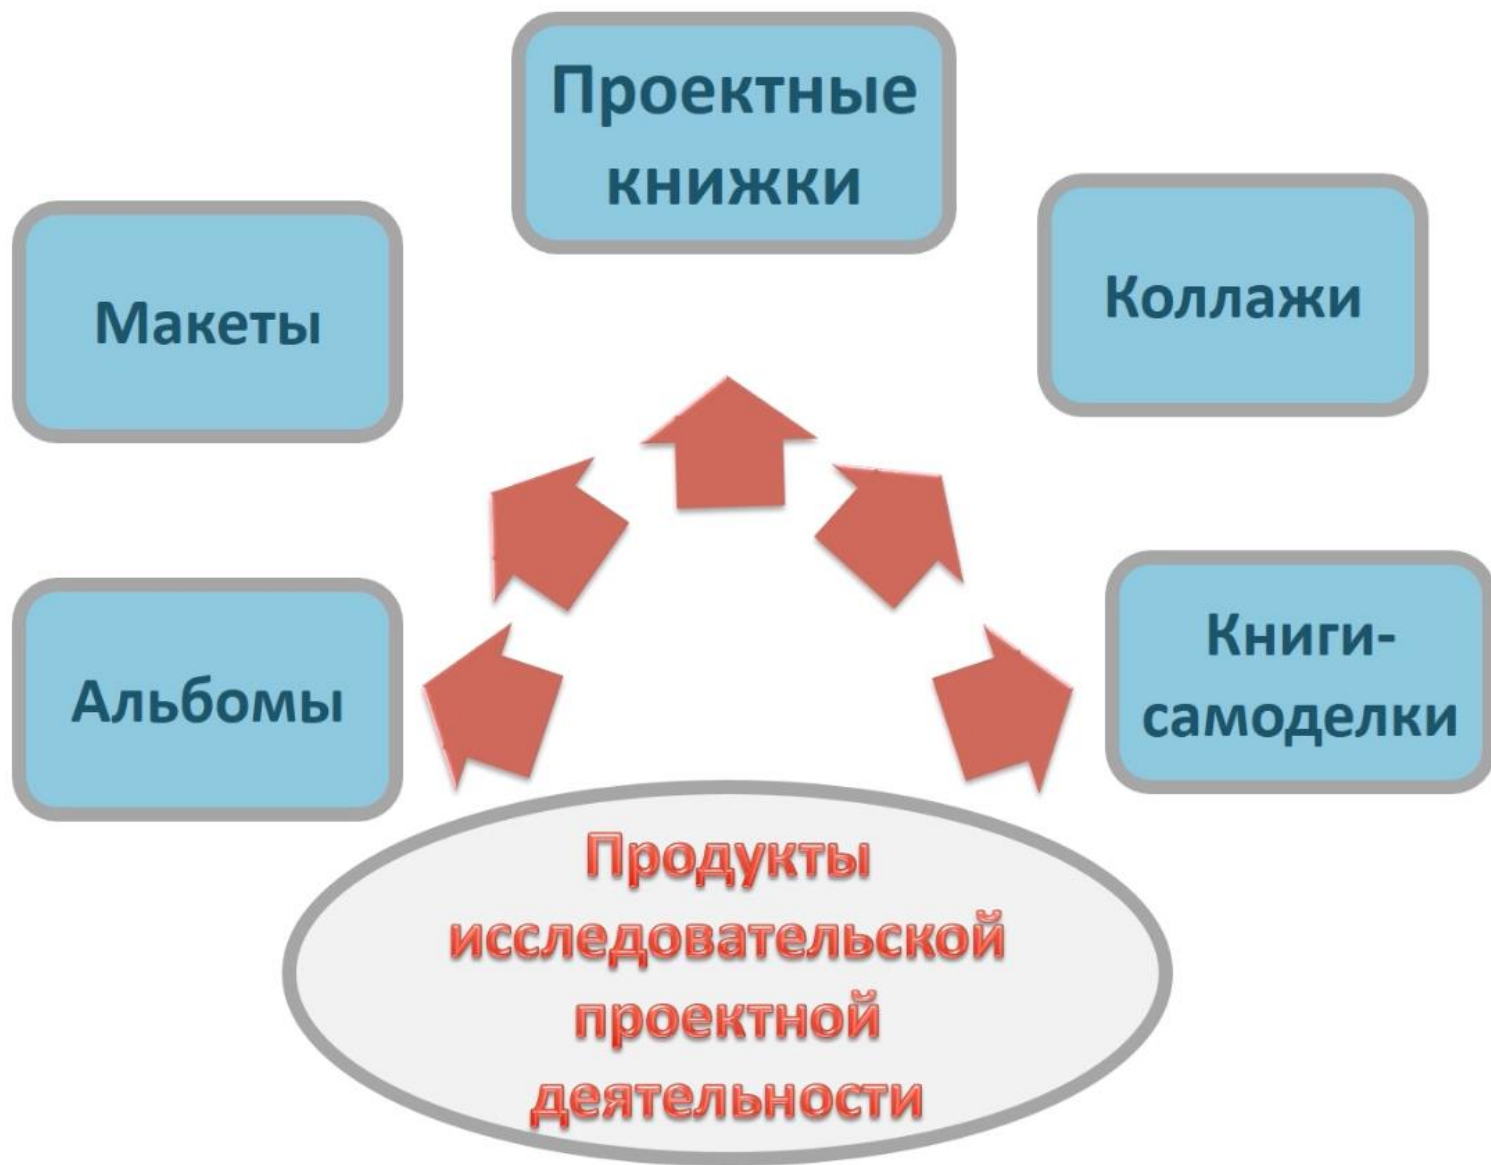 Проектные
книжки
Макеты
Коллажи
Альбомы
Книги-
самоделки
Продукты
исследовательской
проектной
деятельности